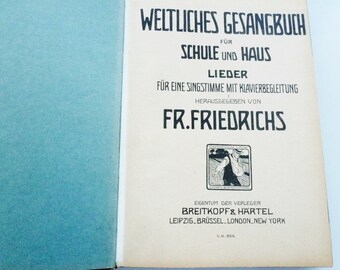 WELTLICHES GESANGBUCH
FÜR
SCHULE UND HAUS
LIEDER
FÜR EINE SINGSTIMME MIT KLAVIERBEGLEITUNG
HERAUSGEGEBEN VON
FR. FRIEDRICHS
EIGENTUM DER VERLEGER
BREITKOPF & HÄRTEL
LEIPZIG, BRÜSSEL, LONDON, NEW YORK